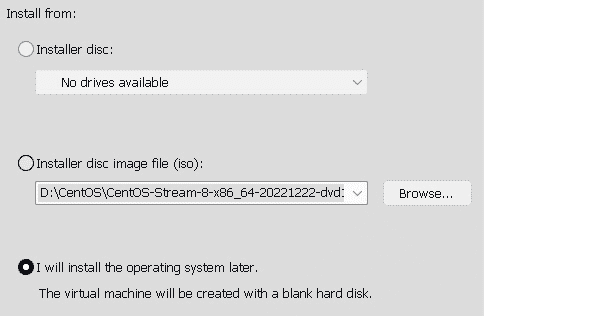 Install from:
Installer disc:
No drives available
Installer disc image file (iso):
D:\CentOS\CentOS-Stream-8-x86_64-20221222-dvd1
Browse...
I will install the operating system later.
The virtual machine will be created with a blank hard disk.